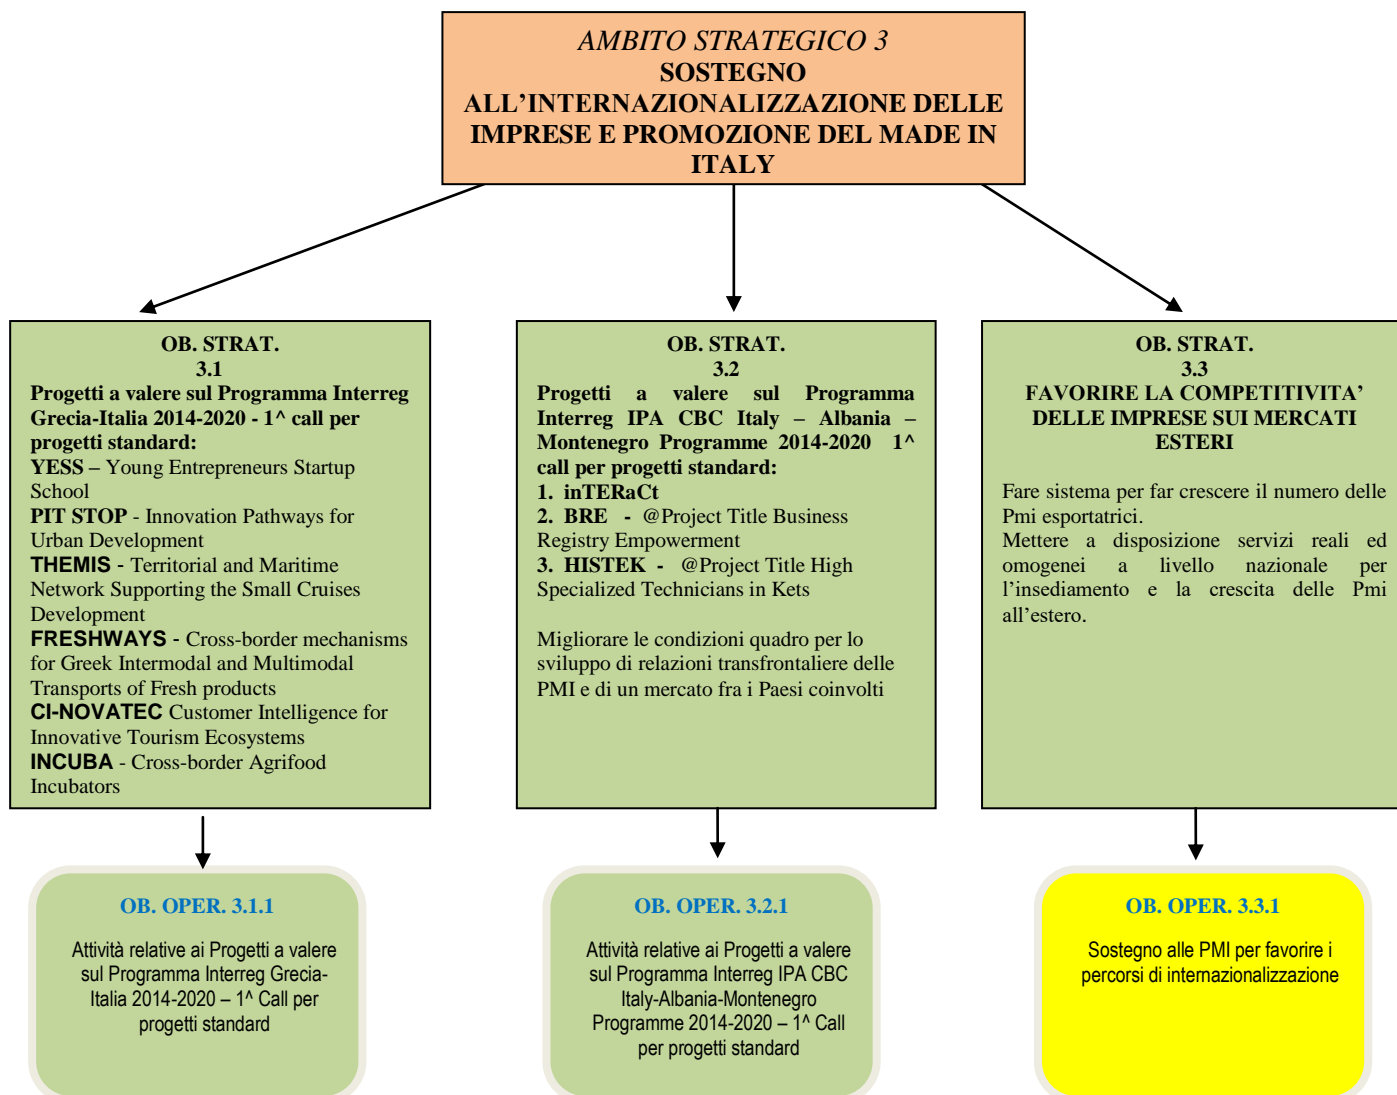 AMBITO STRATEGICO 3
SOSTEGNO
ALL’INTERNAZIONALIZZAZIONE DELLE
IMPRESE E PROMOZIONE DEL MADE IN
ITALY
OB. STRAT.
3.1
Progetti a valere sul Programma Interreg
Grecia-Italia 2014-2020 - 1^ call per
progetti standard:
YESS – Young Entrepreneurs Startup
School
PIT STOP - Innovation Pathways for
Urban Development
THEMIS - Territorial and Maritime
Network Supporting the Small Cruises
Development
FRESHWAYS - Cross-border mechanisms
for Greek Intermodal and Multimodal
Transports of Fresh products
CI-NOVATEC Customer Intelligence for
Innovative Tourism Ecosystems
INCUBA - Cross-border Agrifood
Incubators
OB. STRAT.
3.2
Progetti a valere sul Programma
Interreg IPA CBC Italy – Albania –
Montenegro Programme 2014-2020 1^
call per progetti standard:
1. inTERaCt
2. BRE - @Project Title Business
Registry Empowerment
3. HISTEK - @Project Title High
Specialized Technicians in Kets
Migliorare le condizioni quadro per lo
sviluppo di relazioni transfrontaliere delle
PMI e di un mercato fra i Paesi coinvolti
OB. STRAT.
3.3
FAVORIRE LA COMPETITIVITA’
DELLE IMPRESE SUI MERCATI
ESTERI
Fare sistema per far crescere il numero delle
Pmi esportatrici.
Mettere a disposizione servizi reali ed
omogenei a livello nazionale per
l’insediamento e la crescita delle Pmi
all’estero.
OB. OPER. 3.1.1
Attività relative ai Progetti a valere
sul Programma Interreg Grecia-
Italia 2014-2020 – 1^ Call per
progetti standard
OB. OPER. 3.2.1
Attività relative ai Progetti a valere
sul Programma Interreg IPA CBC
Italy-Albania-Montenegro
Programme 2014-2020 – 1^ Call
per progetti standard
OB. OPER. 3.3.1
Sostegno alle PMI per favorire i
percorsi di internazionalizzazione